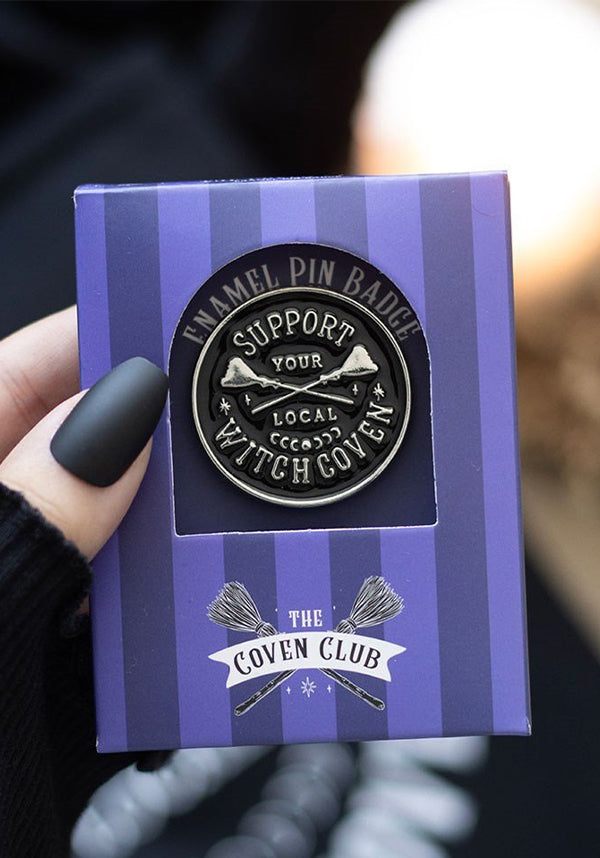 ENAMEL PIN BADGE
SUPPORT
YOUR
LOCAL
WITCH COVEN
THE
COVEN CLUB